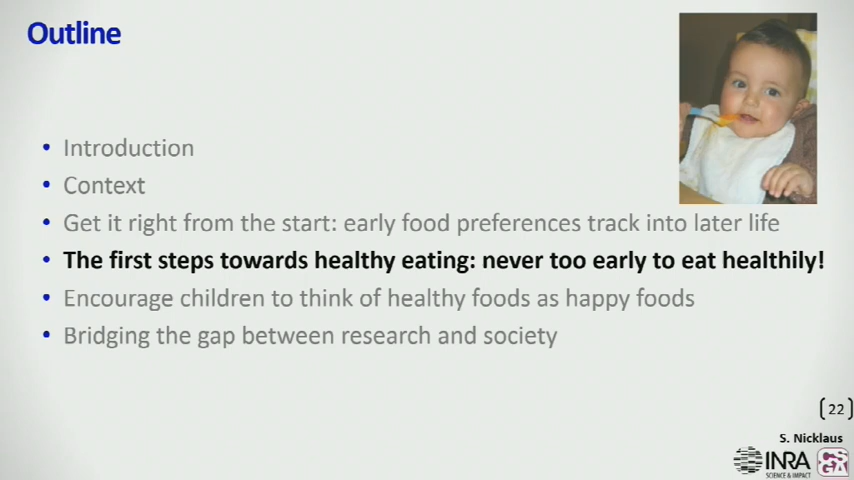 Outline
Introduction
Context
Get it right from the start: early food preferences track into later life
The first steps towards healthy eating: never too early to eat healthily!
Encourage children to think of healthy foods as happy foods
Bridging the gap between research and society
(22)
S. Nicklaus
INRA
SCIENCE & IMPACT